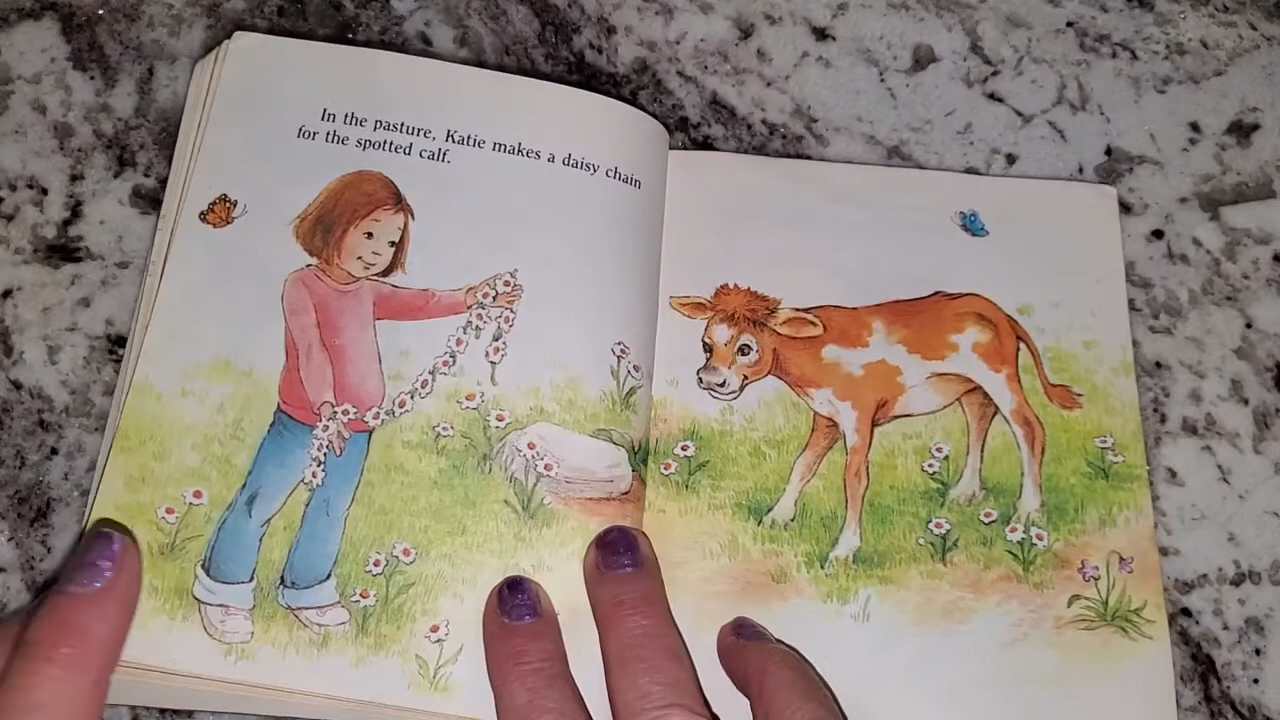 In the pasture, Katie makes a daisy chain
for the spotted calf.